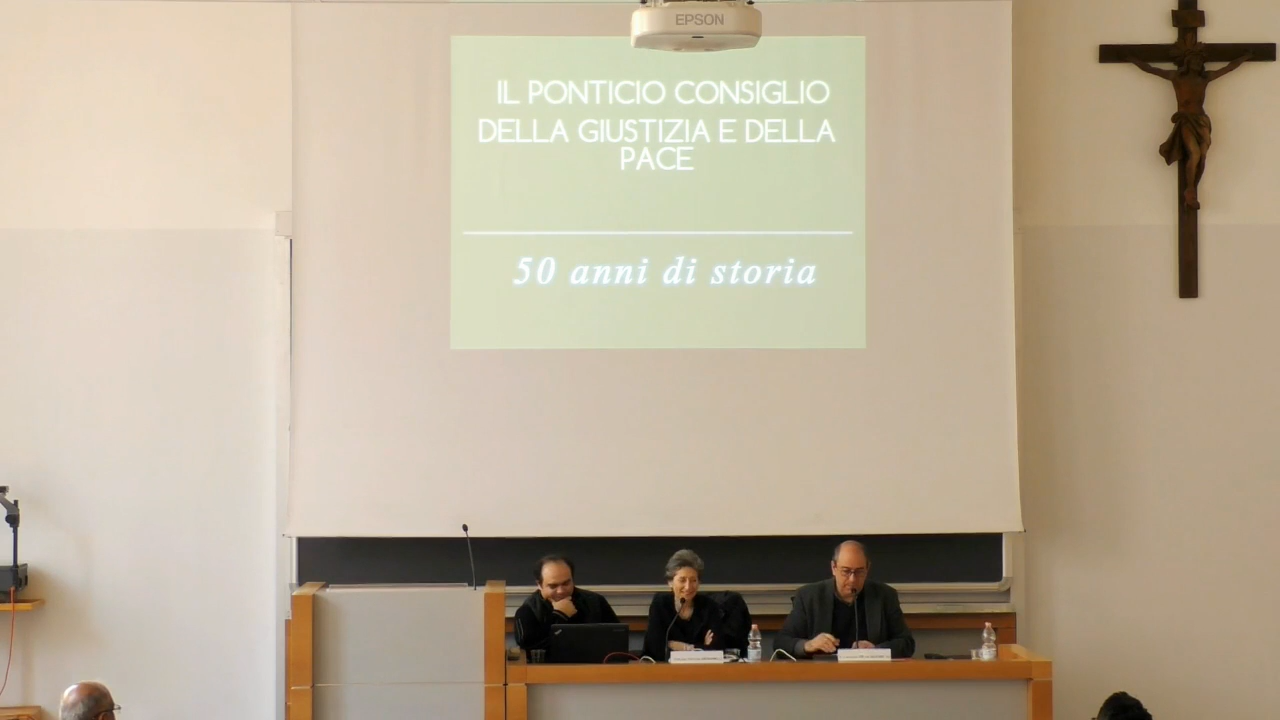 EPSON
IL PONTICIO CONSIGLIO
DELLA GIUSTIZIA E DELLA
PACE
50 anni di storia